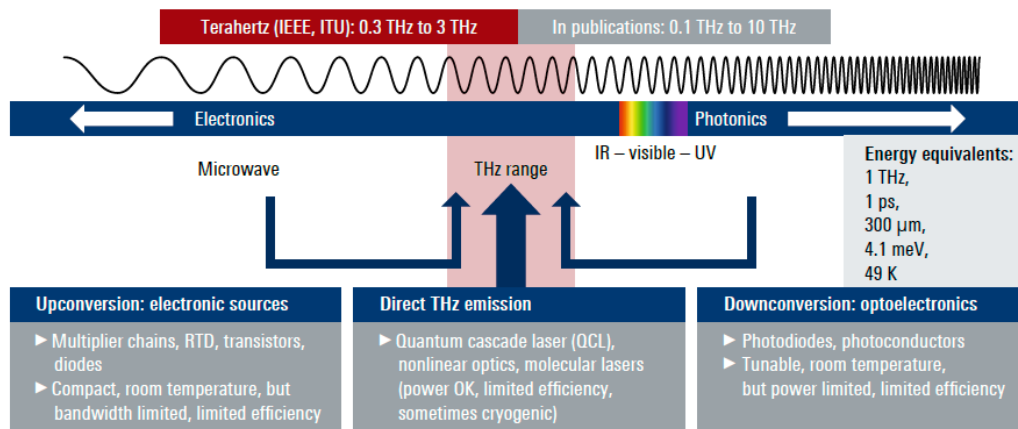 Terahertz (IEEE, ITU): 0.3 THz to 3 THz
In publications: 0.1 THz to 10 THz
Electronics
Photonics
Microwave
THz range
IR – visible – UV
Energy equivalents:
1 THz,
1 ps,
300 µm,
4.1 meV,
49 K
Upconversion: electronic sources
► Multiplier chains, RTD, transistors,
diodes
► Compact, room temperature, but
bandwidth limited, limited efficiency
Direct THz emission
► Quantum cascade laser (QCL),
nonlinear optics, molecular lasers
(power OK, limited efficiency,
sometimes cryogenic)
Downconversion: optoelectronics
► Photodiodes, photoconductors
► Tunable, room temperature,
but power limited, limited efficiency